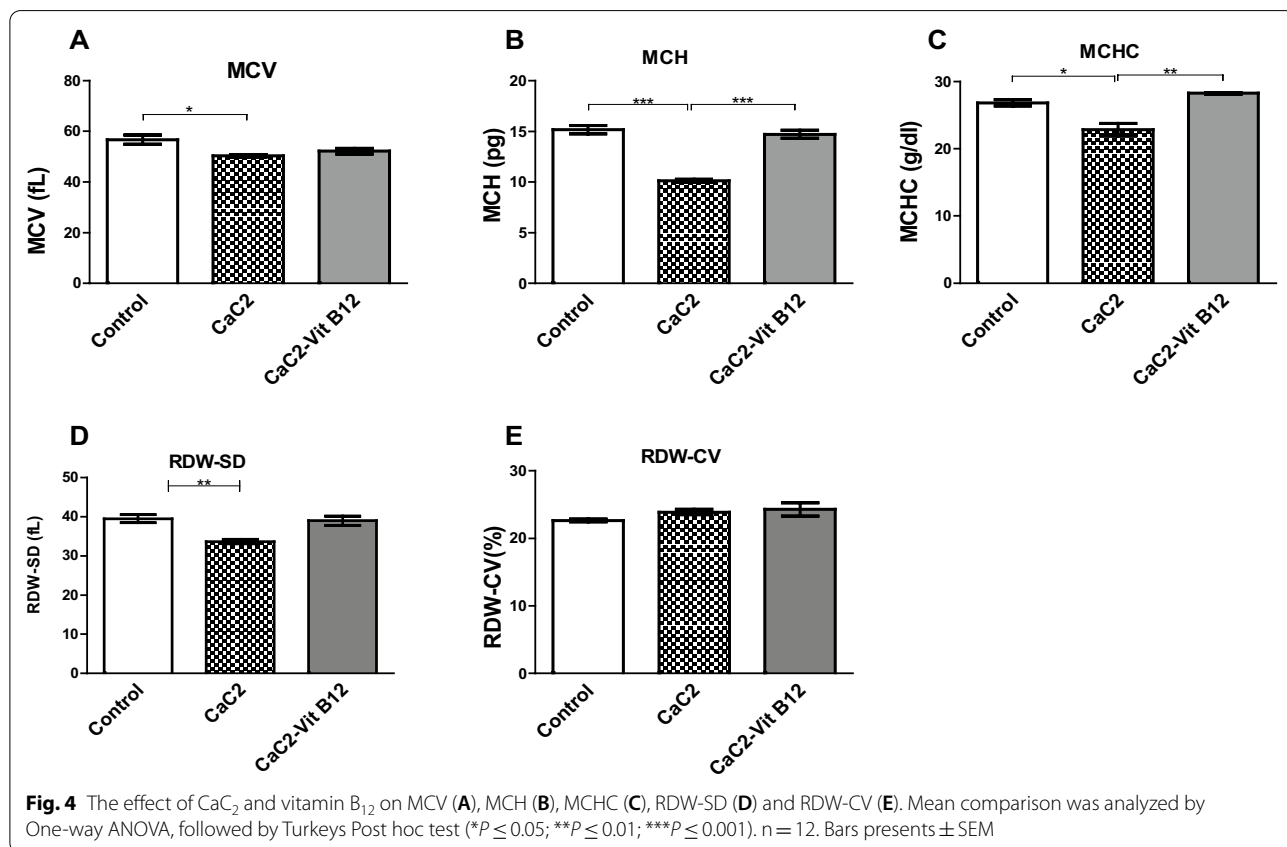 A
MCV
MCV (fL)
80
60
40
20
0
*
Control
CaC2
CaC2-Vit B12
B
MCH
MCH (pg)
20
15
10
5
0
***
***
Control
CaC2
CaC2-Vit B12
C
MCHC
MCHC (g/dl)
30
20
10
0
*
**
Control
CaC2
CaC2-Vit B12
D
RDW-SD
RDW-SD (fL)
50
40
30
20
10
0
**
Control
CaC2
CaC2-Vit B12
E
RDW-CV
RDW-CV(%)
30
20
10
0
Control
CaC2
CaC2-Vit B12
Fig. 4 The effect of CaC₂ and vitamin B₁₂ on MCV (A), MCH (B), MCHC (C), RDW-SD (D) and RDW-CV (E). Mean comparison was analyzed by
One-way ANOVA, followed by Turkeys Post hoc test (*P ≤ 0.05; **P ≤ 0.01; ***P ≤ 0.001). n = 12. Bars presents ± SEM